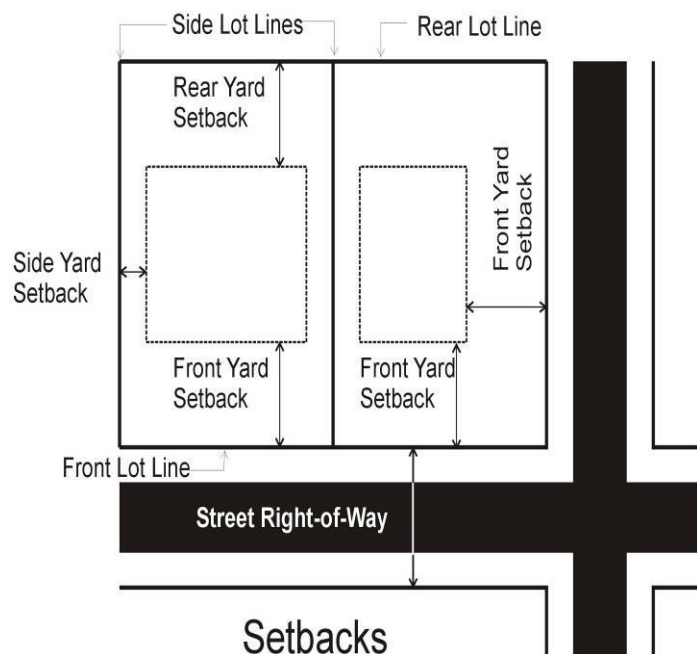 Side Lot Lines
Rear Lot Line
Rear Yard
Setback
Front Yard
Setback
Side Yard
Setback
Front Yard
Setback
Front Yard
Setback
Front Lot Line
Street Right-of-Way
Setbacks